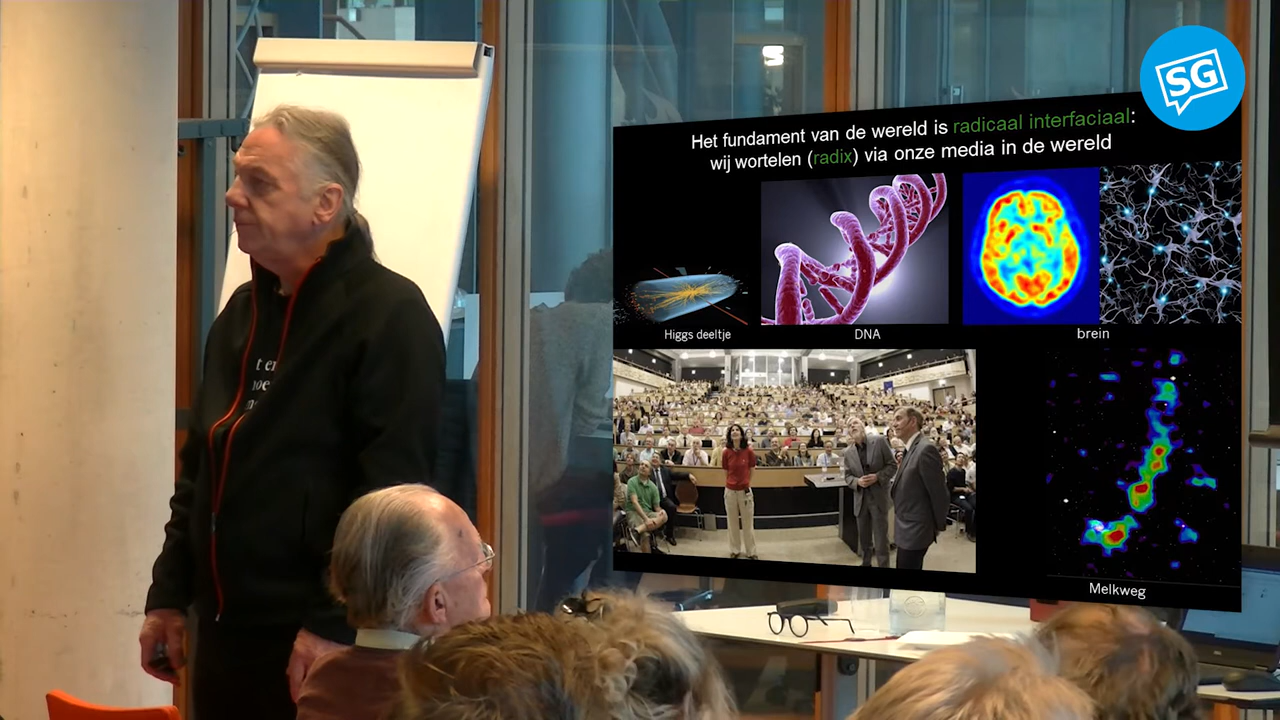 SG
Het fundament van de wereld is radicaal interfaciaal:
wij wortelen (radix) via onze media in de wereld
Higgs deeltje
DNA
brein
Melkweg